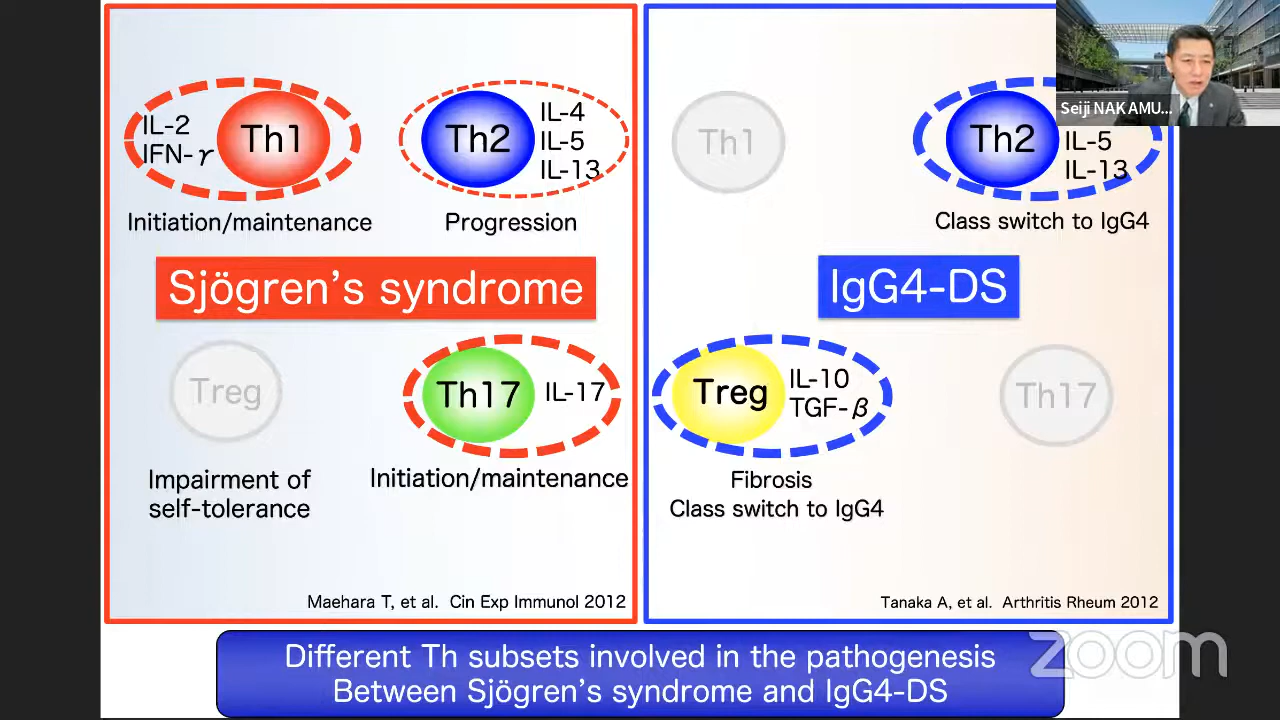 IL-2
IFN-γ
Th1
Initiation/maintenance
Th2
IL-4
IL-5
IL-13
Progression
Sjögren's syndrome
Treg
Impairment of
self-tolerance
Th17
IL-17
Initiation/maintenance
Maehara T, et al. Cin Exp Immunol 2012
Th1
Th2
IL-5
IL-13
Class switch to IgG4
IgG4-DS
Treg
IL-10
TGF-β
Fibrosis
Class switch to IgG4
Th17
Tanaka A, et al. Arthritis Rheum 2012
Different Th subsets involved in the pathogenesis
Between Sjögren's syndrome and IgG4-DS
Seiji NAKAMU...
zoom